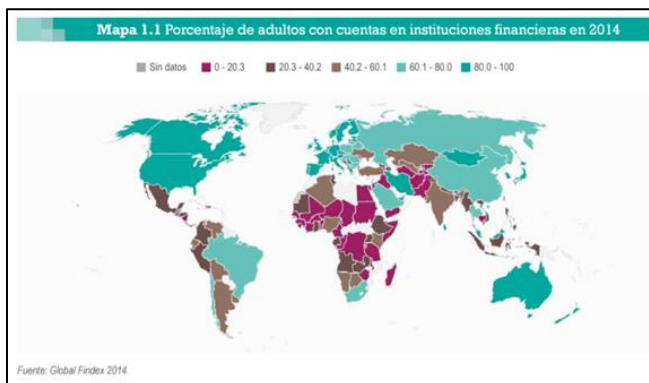 Mapa 1.1 Porcentaje de adultos con cuentas en instituciones financieras en 2014
Sin datos 0 - 20.3 20.3 - 40.2 40.2 - 60.1 60.1 - 80.0 80.0 - 100
Fuente: Global Findex 2014.